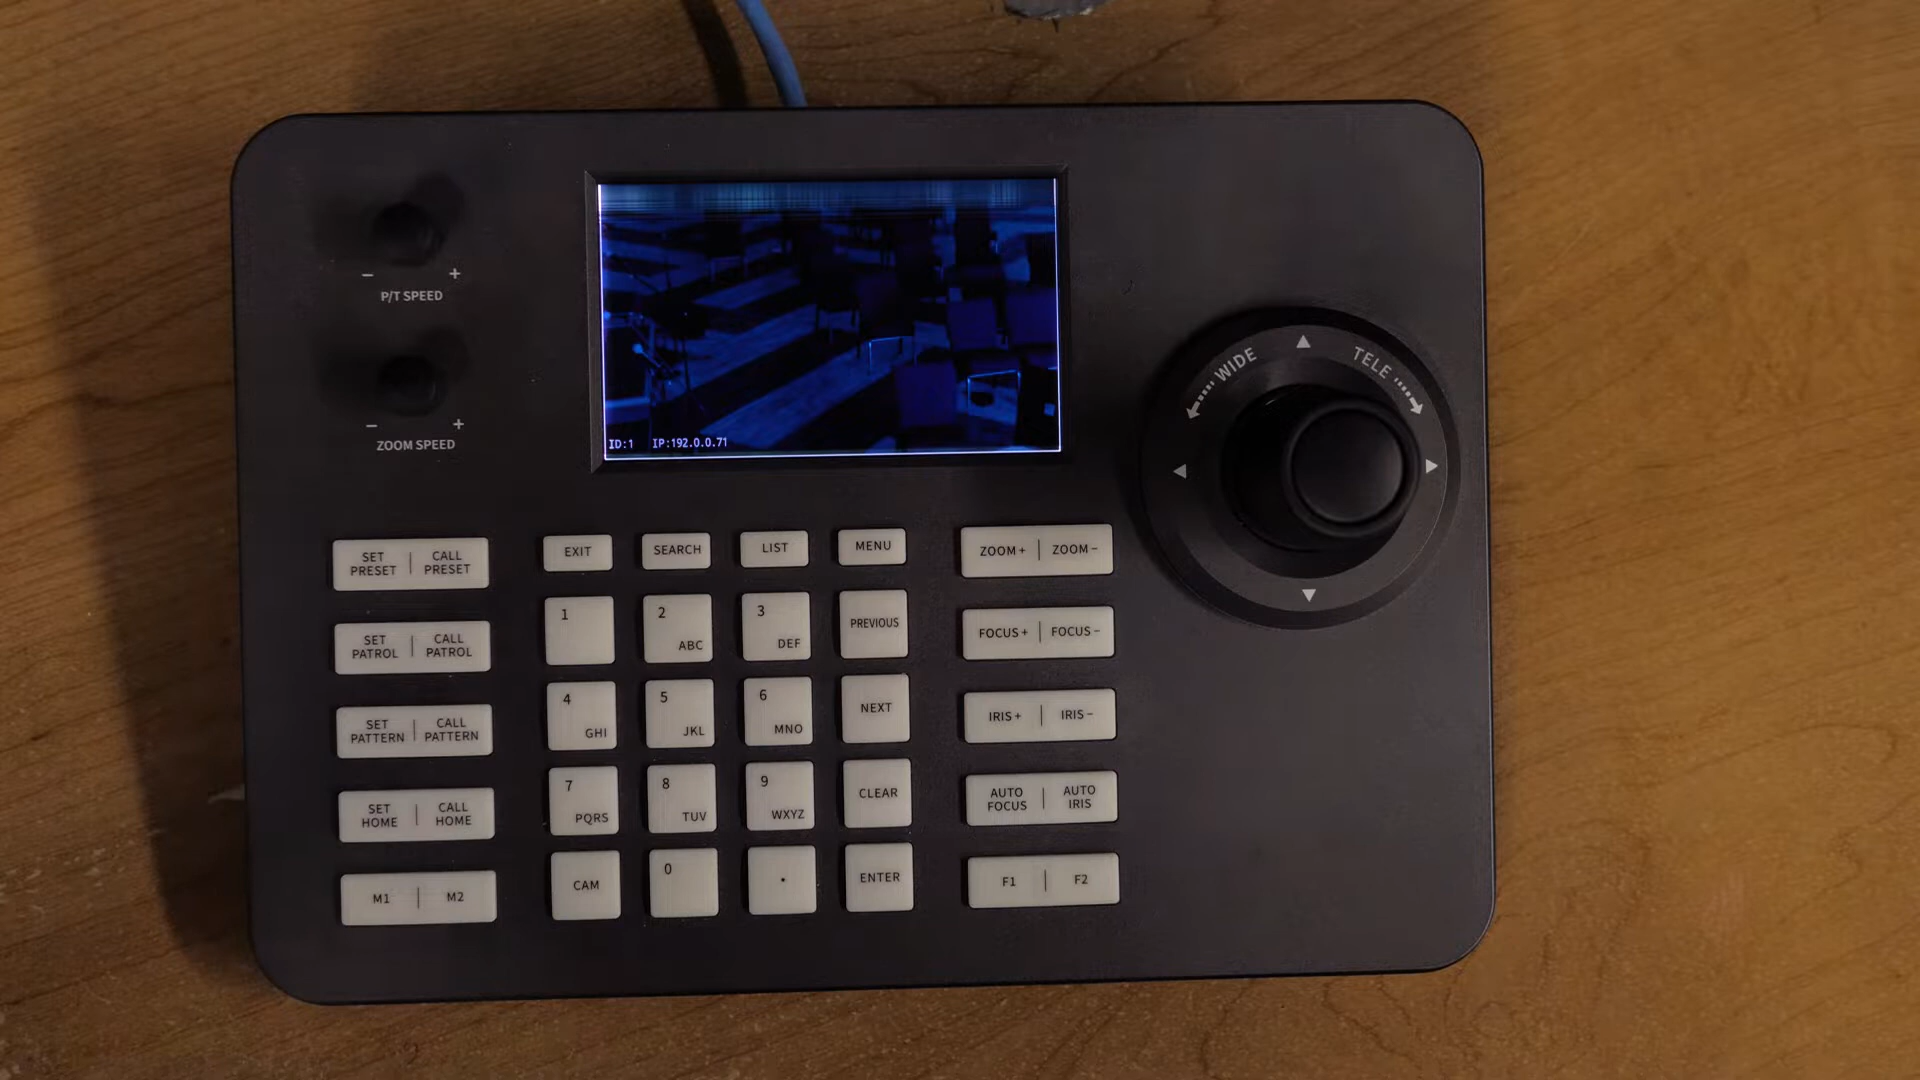 − +
P/T SPEED
− +
ZOOM SPEED
ID:1 IP:192.0.0.71
WIDE TELE
SET PRESET | CALL PRESET
SET PATROL | CALL PATROL
SET PATTERN | CALL PATTERN
SET HOME | CALL HOME
M1 | M2
EXIT SEARCH LIST MENU
1 2 ABC 3 DEF PREVIOUS
4 GHI 5 JKL 6 MNO NEXT
7 PQRS 8 TUV 9 WXYZ CLEAR
CAM 0 . ENTER
ZOOM+ | ZOOM−
FOCUS+ | FOCUS−
IRIS+ | IRIS−
AUTO FOCUS | AUTO IRIS
F1 | F2